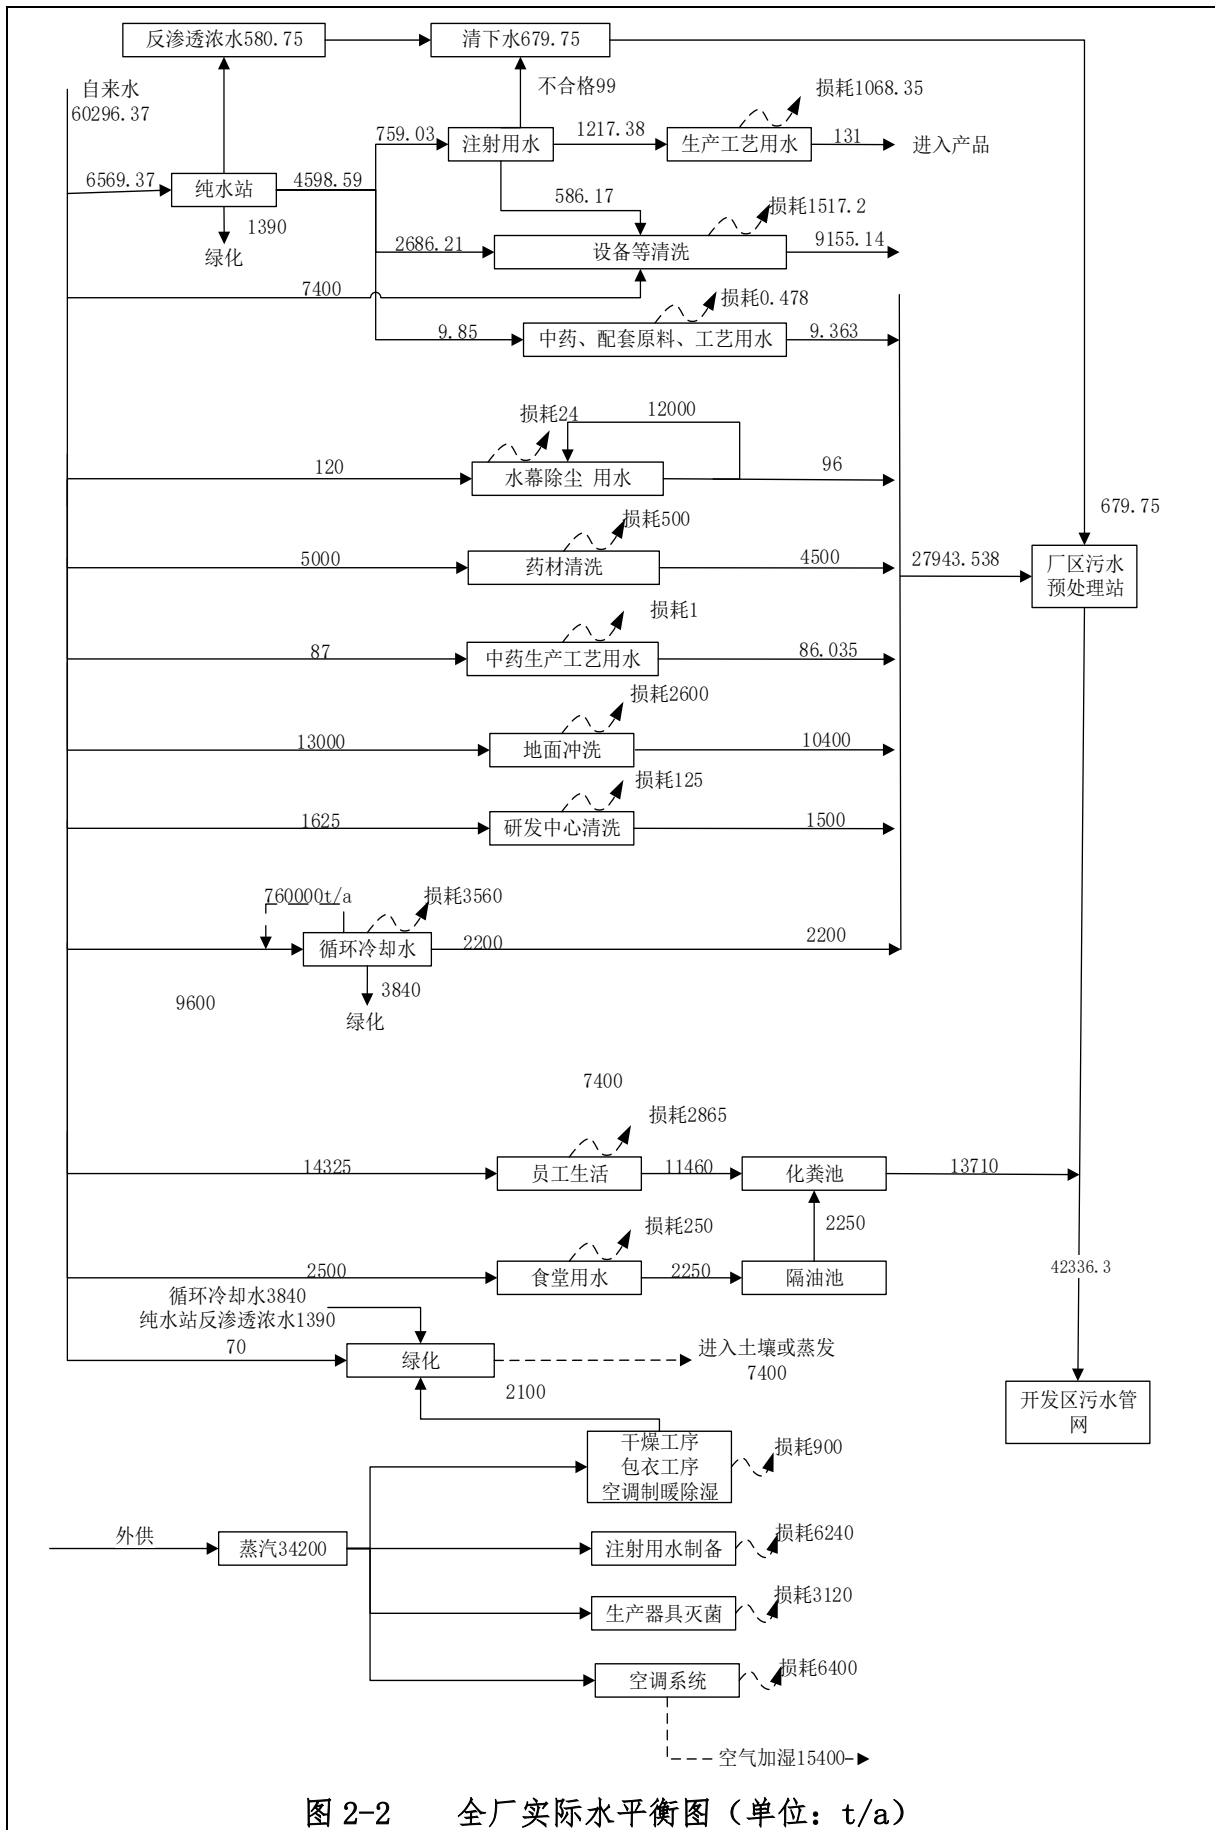 反渗透浓水580.75
清下水679.75
自来水
60296.37
不合格99
损耗1068.35
759.03
注射用水
1217.38
生产工艺用水
131
进入产品
6569.37
纯水站
4598.59
586.17
损耗1517.2
1390
绿化
2686.21
设备等清洗
9155.14
7400
损耗0.478
9.85
中药、配套原料、工艺用水
9.363
12000
损耗24
120
水幕除尘 用水
96
679.75
损耗500
5000
药材清洗
4500
27943.538
厂区污水
预处理站
损耗1
87
中药生产工艺用水
86.035
损耗2600
13000
地面冲洗
10400
损耗125
1625
研发中心清洗
1500
760000t/a
损耗3560
循环冷却水
2200
2200
9600
3840
绿化
7400
损耗2865
14325
员工生活
11460
化粪池
13710
损耗250
2250
2500
食堂用水
2250
隔油池
42336.3
循环冷却水3840
纯水站反渗透浓水1390
70
绿化
进入土壤或蒸发
7400
2100
开发区污水管
网
干燥工序
包衣工序
空调制暖除湿
损耗900
外供
蒸汽34200
注射用水制备
损耗6240
生产器具灭菌
损耗3120
空调系统
损耗6400
空气加湿15400
图 2-2 全厂实际水平衡图（单位：t/a）